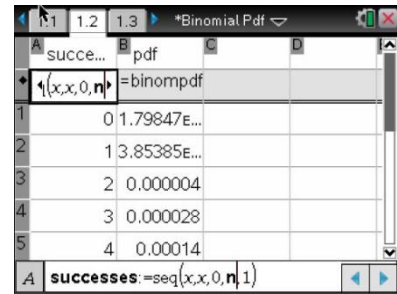 1.1 1.2 1.3 *Binomial Pdf
A succe... B pdf C D
(x,x,0,n =binompdf
1 0 1.79847E...
2 1 3.85385E...
3 2 0.000004
4 3 0.000028
5 4 0.00014
A successes:=seq(x,x,0,n,1)